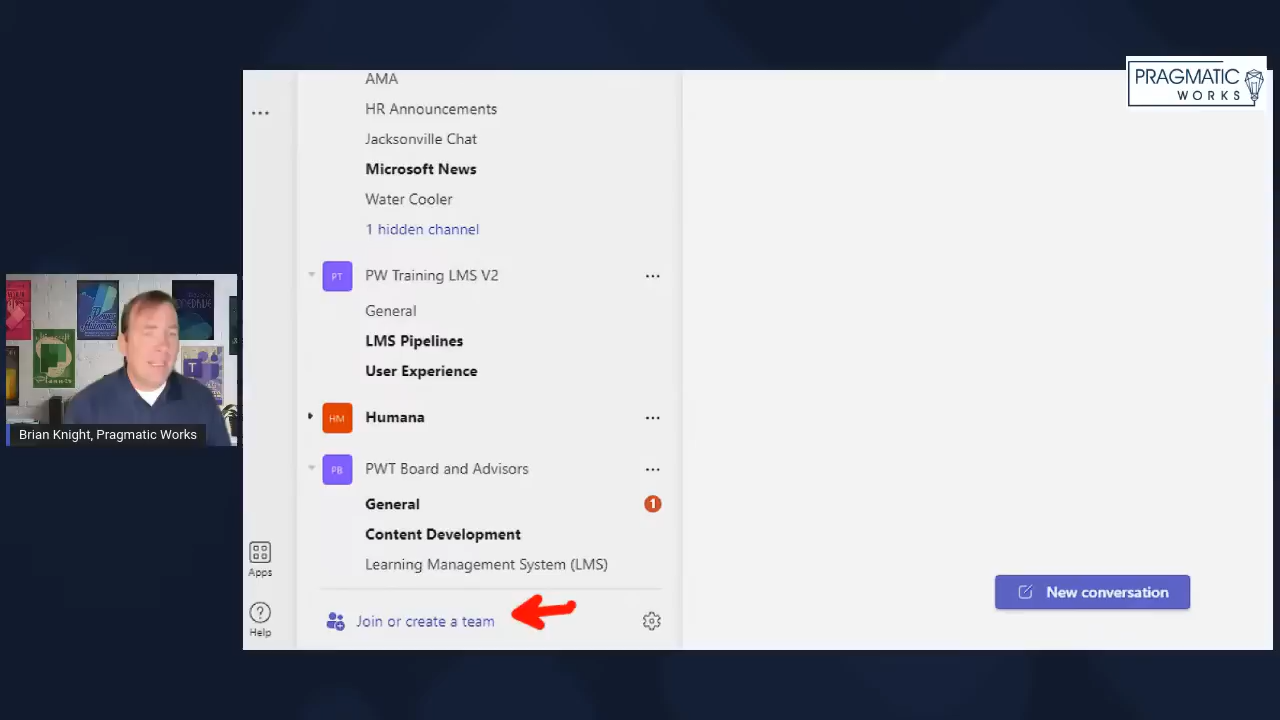 AMA
HR Announcements
Jacksonville Chat
Microsoft News
Water Cooler
1 hidden channel
PT PW Training LMS V2
General
LMS Pipelines
User Experience
HM Humana
PB PWT Board and Advisors
General 1
Content Development
Learning Management System (LMS)
Join or create a team
Apps
Help
New conversation
PRAGMATIC
WORKS
Brian Knight, Pragmatic Works